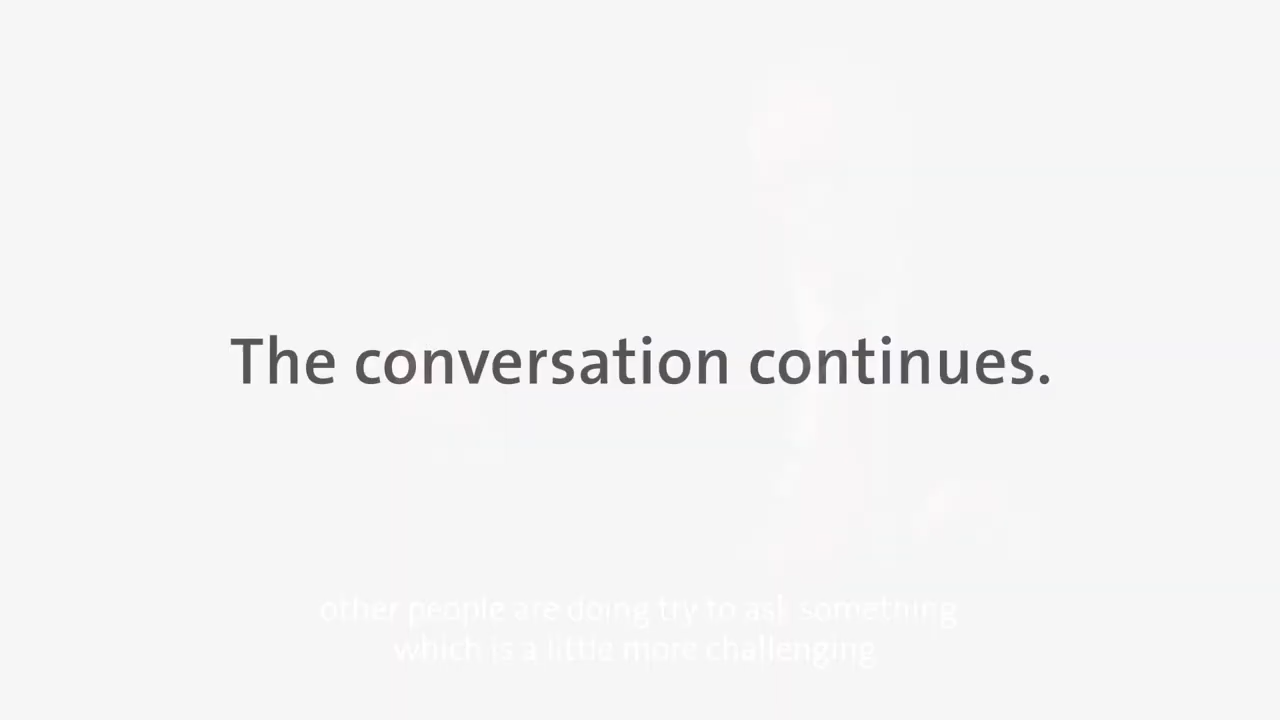 The conversation continues.
other people are doing try to ask something
which is a little more challenging